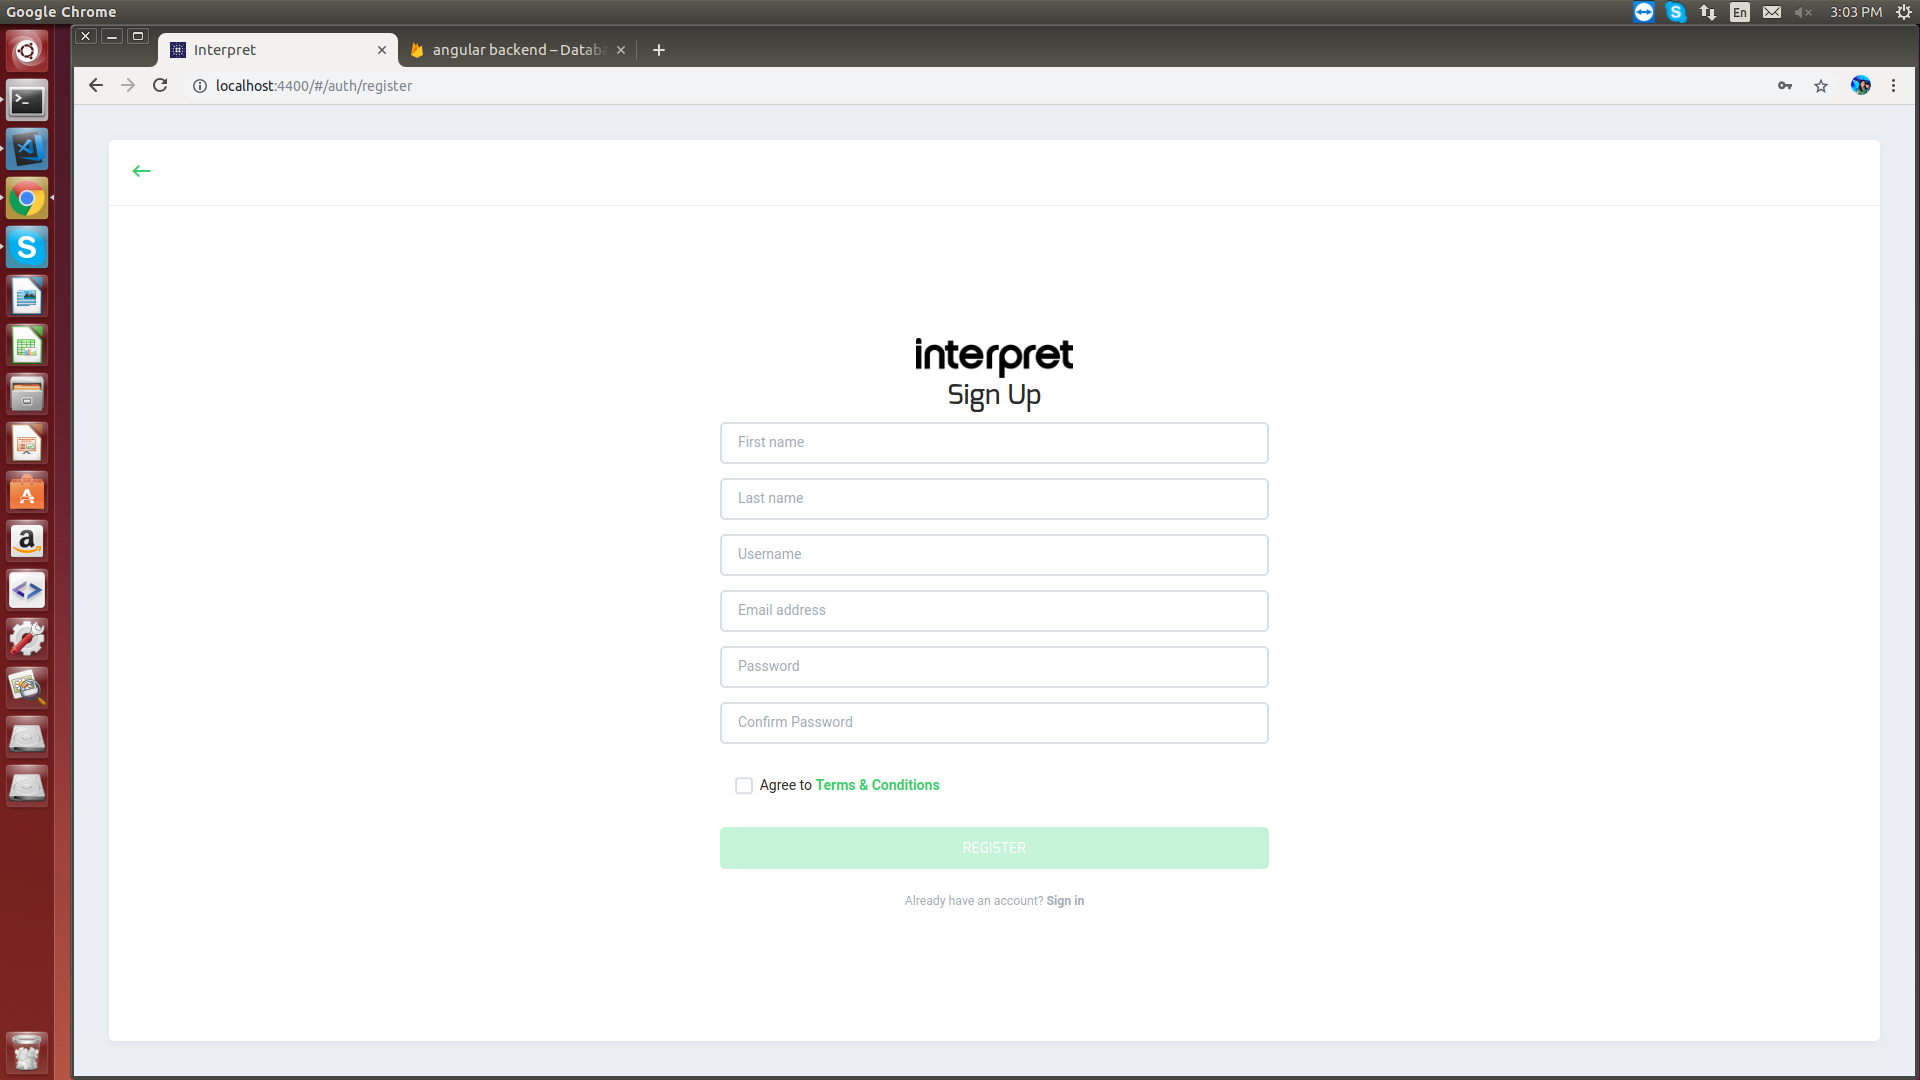 Google Chrome
En
3:03 PM
Interpret
angular backend – Datab
localhost:4400/#/auth/register
interpret
Sign Up
First name
Last name
Username
Email address
Password
Confirm Password
Agree to Terms & Conditions
REGISTER
Already have an account? Sign in